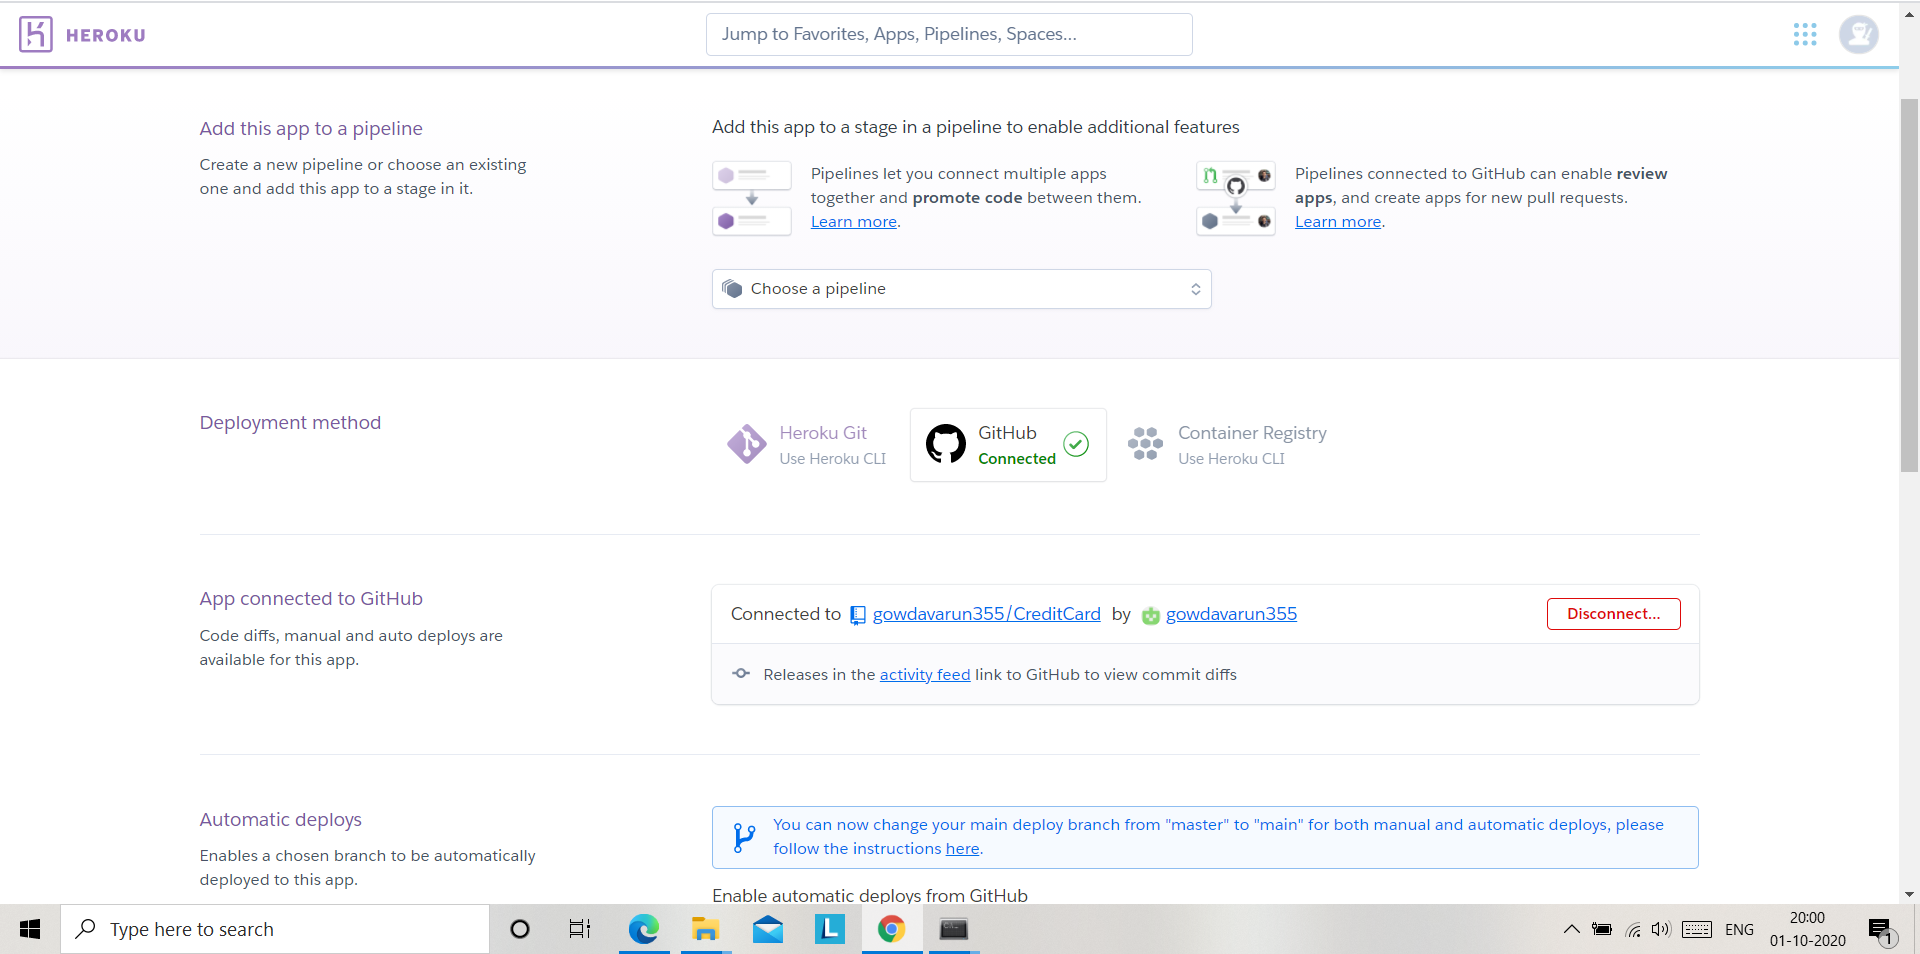 HEROKU
Jump to Favorites, Apps, Pipelines, Spaces...
Add this app to a pipeline
Create a new pipeline or choose an existing
one and add this app to a stage in it.
Add this app to a stage in a pipeline to enable additional features
Pipelines let you connect multiple apps
together and promote code between them.
Learn more.
Pipelines connected to GitHub can enable review
apps, and create apps for new pull requests.
Learn more.
Choose a pipeline
Deployment method
Heroku Git
Use Heroku CLI
GitHub
Connected
Container Registry
Use Heroku CLI
App connected to GitHub
Code diffs, manual and auto deploys are
available for this app.
Connected to gowdavarun355/CreditCard by gowdavarun355
Disconnect...
Releases in the activity feed link to GitHub to view commit diffs
Automatic deploys
Enables a chosen branch to be automatically
deployed to this app.
You can now change your main deploy branch from "master" to "main" for both manual and automatic deploys, please
follow the instructions here.
Enable automatic deploys from GitHub
Type here to search
L
ENG
20:00
01-10-2020
1